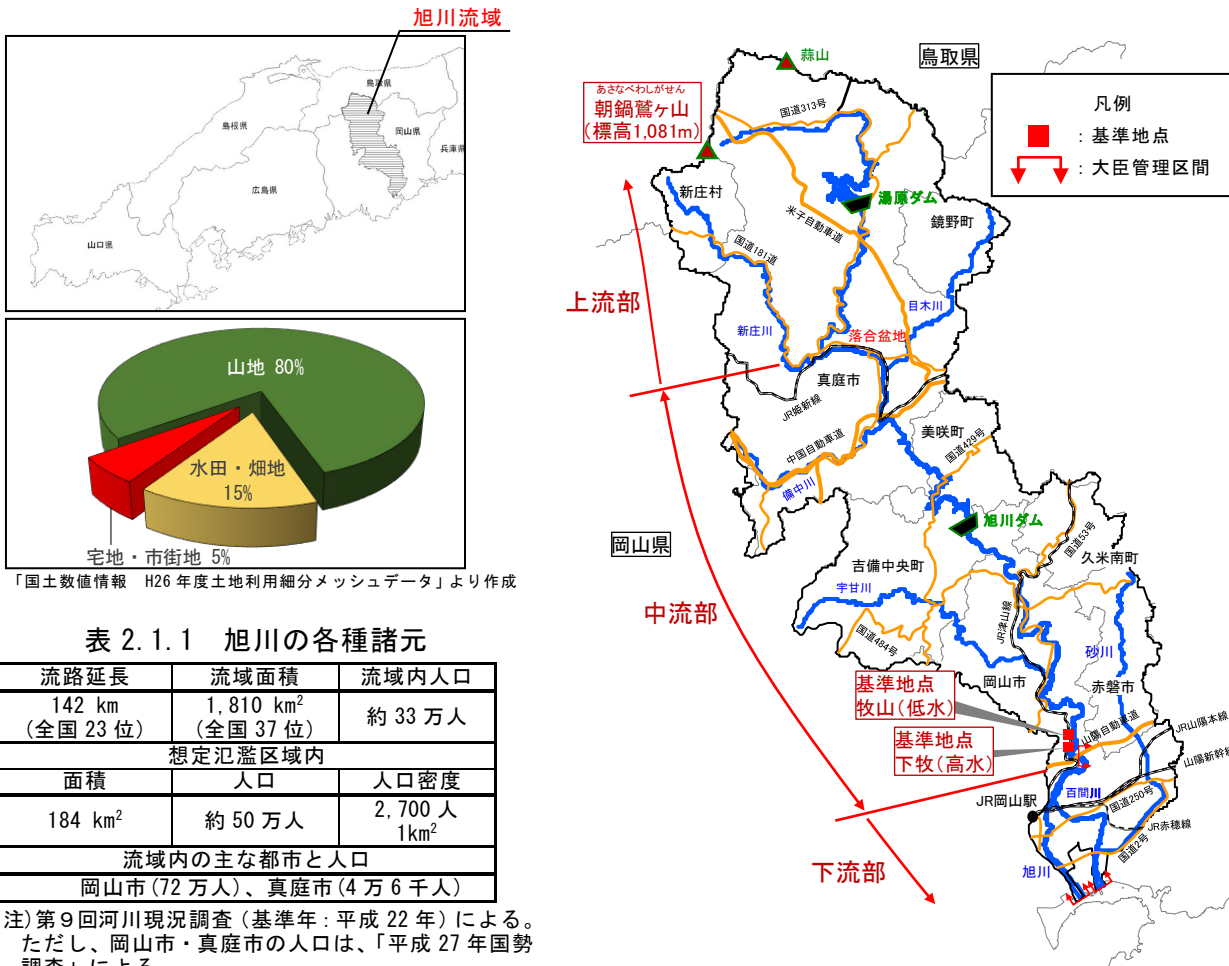 旭川流域
鳥取県
島根県
岡山県
兵庫県
広島県
山口県
山地 80%
水田・畑地
15%
宅地・市街地 5%
「国土数値情報 H26年度土地利用細分メッシュデータ」より作成
表 2.1.1 旭川の各種諸元
流路延長 流域面積 流域内人口
142 km
(全国 23 位)
1,810 km²
(全国 37 位)
約 33 万人
想定氾濫区域内
面積 人口 人口密度
184 km²
約 50 万人
2,700 人
1km²
流域内の主な都市と人口
岡山市(72 万人)、真庭市(4 万 6 千人)
注)第9回河川現況調査(基準年:平成 22 年)による。
ただし、岡山市・真庭市の人口は、「平成 27 年国勢
調査」による
蒜山
鳥取県
あさなべわしがせん
朝鍋鷲ヶ山
(標高1,081m)
国道313号
凡例
:基準地点
:大臣管理区間
新庄村
湯原ダム
米子自動車道
鏡野町
国道181道
上流部
目木川
新庄川
落合盆地
真庭市
JR姫新線
美咲町
国道429号
中国自動車道
備中川
旭川ダム
国道53号
岡山県
久米南町
吉備中央町
宇甘川
JR津山線
中流部
国道484号
砂川
岡山市
赤磐市
基準地点
牧山(低水)
基準地点
下牧(高水)
山陽自動車道
JR山陽本線
山陽新幹線
百間川
国道250号
JR岡山駅
JR赤穂線
国道2号
下流部
旭川